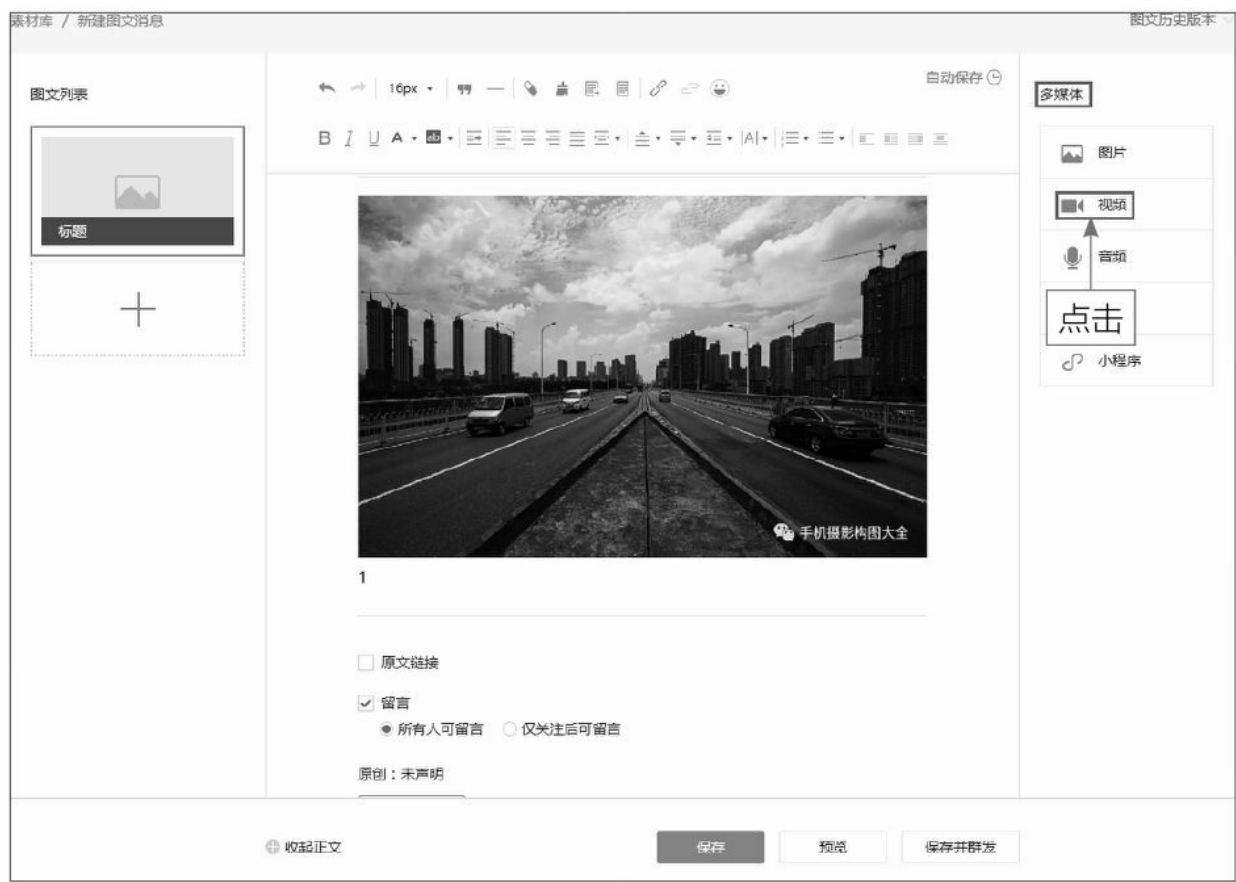 素材库 / 新建图文消息
图文历史版本
图文列表
标题
16px
自动保存
B I U A ab
|A|
多媒体
图片
视频
音频
点击
小程序
手机摄影构图大全
1
原文链接
留言
所有人可留言 仅关注后可留言
原创：未声明
收起正文
保存 预览 保存并群发